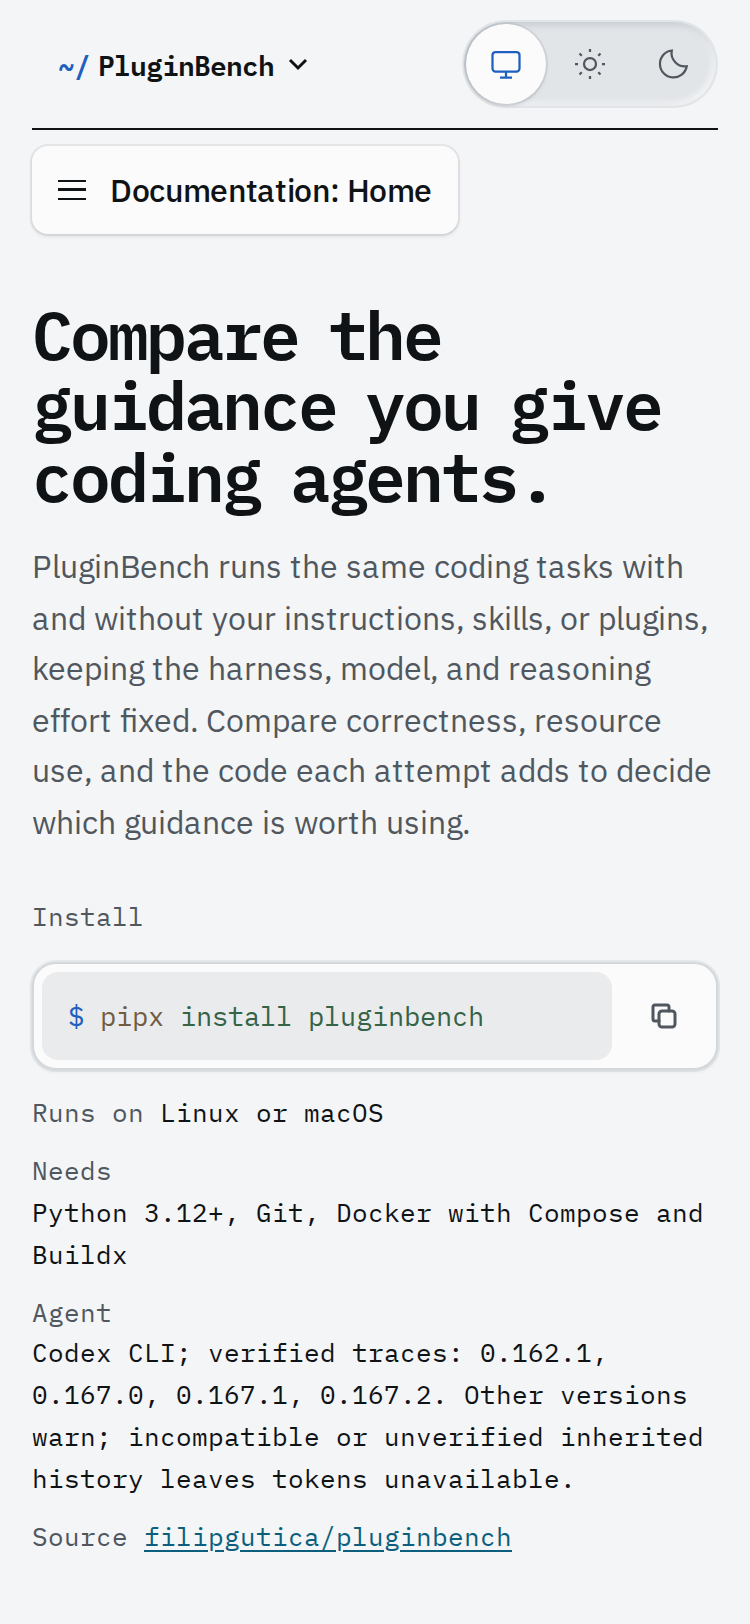 ~/ PluginBench
Documentation: Home
Compare the
guidance you give
coding agents.
PluginBench runs the same coding tasks with
and without your instructions, skills, or plugins,
keeping the harness, model, and reasoning
effort fixed. Compare correctness, resource
use, and the code each attempt adds to decide
which guidance is worth using.
Install
$ pipx install pluginbench
Runs on Linux or macOS
Needs
Python 3.12+, Git, Docker with Compose and
Buildx
Agent
Codex CLI; verified traces: 0.162.1,
0.167.0, 0.167.1, 0.167.2. Other versions
warn; incompatible or unverified inherited
history leaves tokens unavailable.
Source filipgutica/pluginbench